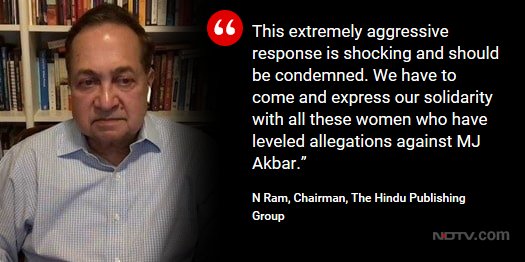 “
This extremely aggressive
response is shocking and should
be condemned. We have to
come and express our solidarity
with all these women who have
leveled allegations against MJ
Akbar.”
N Ram, Chairman, The Hindu Publishing
Group
NDTV.com